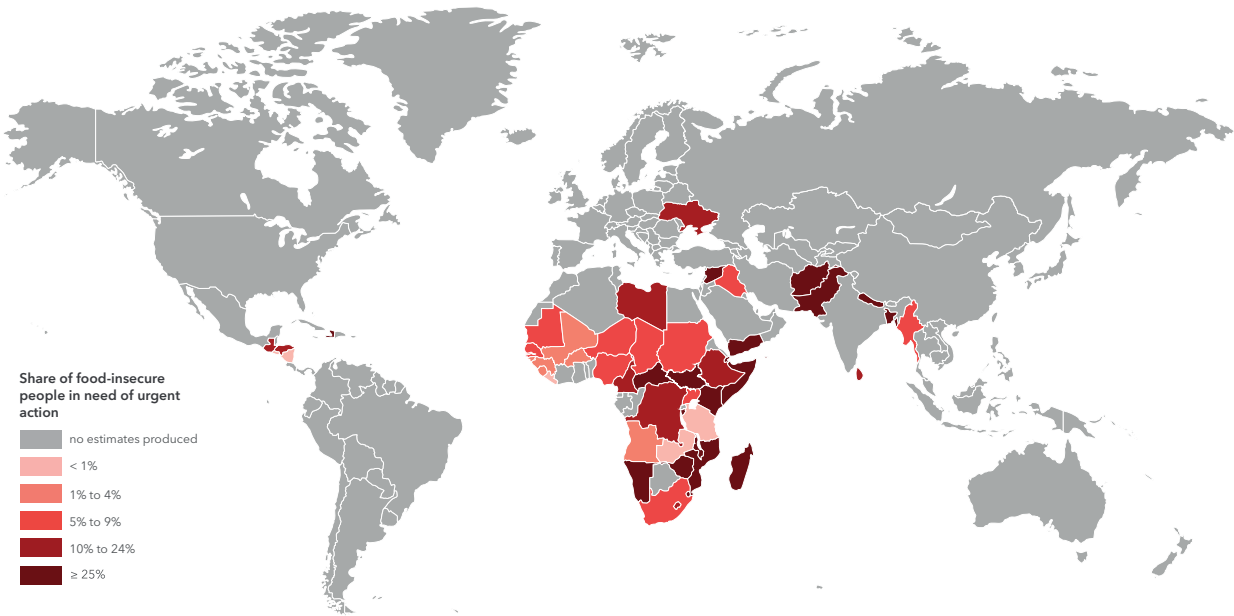 Share of food-insecure
people in need of urgent
action
no estimates produced
< 1%
1% to 4%
5% to 9%
10% to 24%
≥ 25%